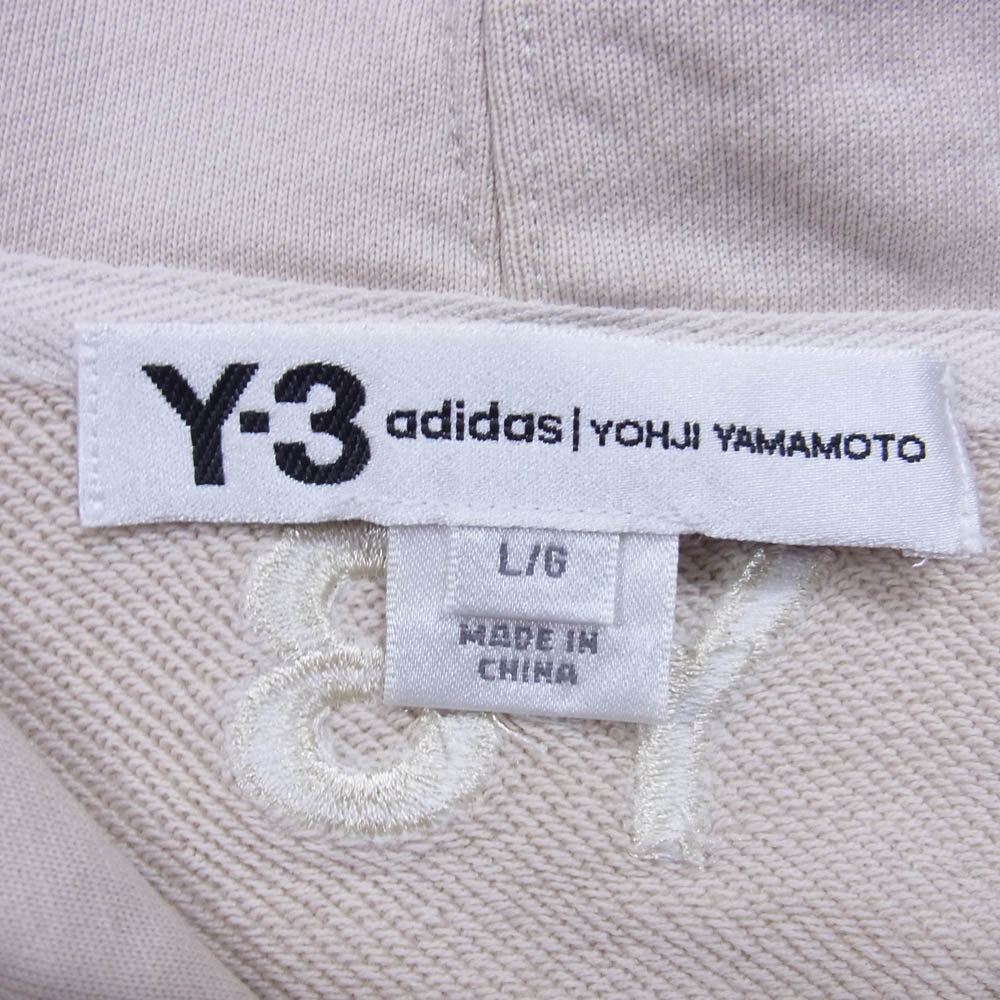 Y-3 adidas | YOHJI YAMAMOTO
L/G
MADE IN
CHINA